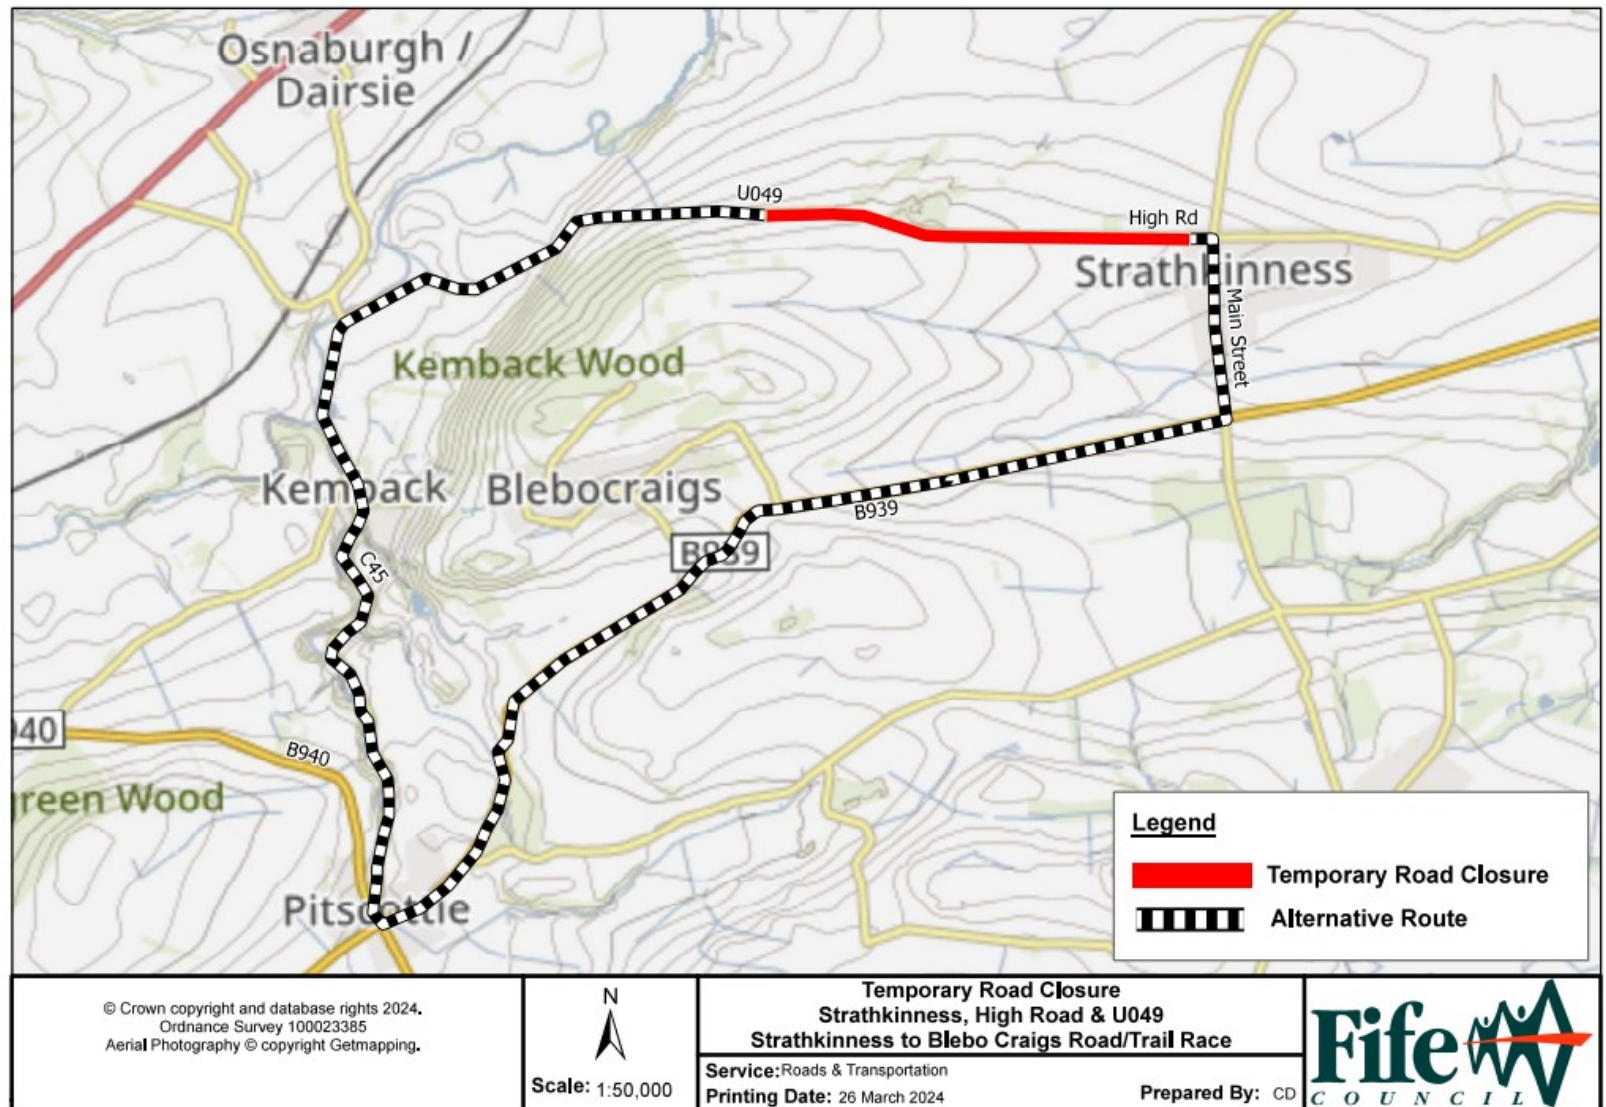 Osnaburgh /
Dairsie
U049
High Rd
Strathkinness
Main Street
Kemback Wood
Kemback
Blebocraigs
B939
B939
C45
940
B940
green Wood
Pitscottie
Legend
Temporary Road Closure
Alternative Route
© Crown copyright and database rights 2024.
Ordnance Survey 100023385
Aerial Photography © copyright Getmapping.
N
Scale: 1:50,000
Temporary Road Closure
Strathkinness, High Road & U049
Strathkinness to Blebo Craigs Road/Trail Race
Service: Roads & Transportation
Printing Date: 26 March 2024
Prepared By: CD
Fife
COUNCIL